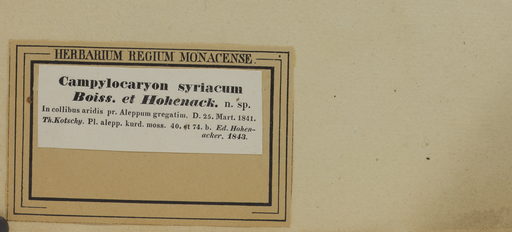 HERBARIUM REGIUM MONACENSE.
Campylocaryon syriacum
Boiss. et Hohenack. n. sp.
In collibus aridis pr. Aleppum gregatim. D. 25. Mart. 1841.
Th. Kotschy. Pl. alepp. kurd. moss. 40. et 74. b. Ed. Hohen-
acker. 1843.